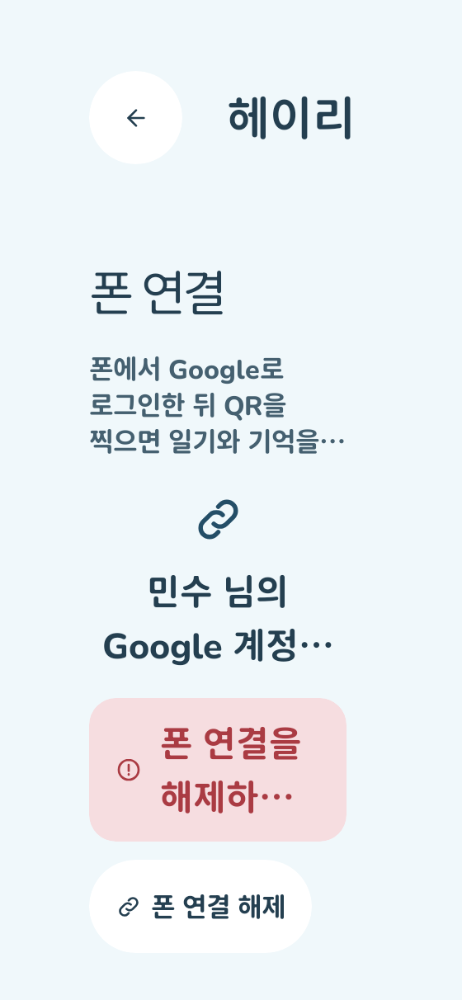 헤이리
폰 연결
폰에서 Google로
로그인한 뒤 QR을
찍으면 일기와 기억을…
민수 님의
Google 계정…
폰 연결을
해제하…
폰 연결 해제